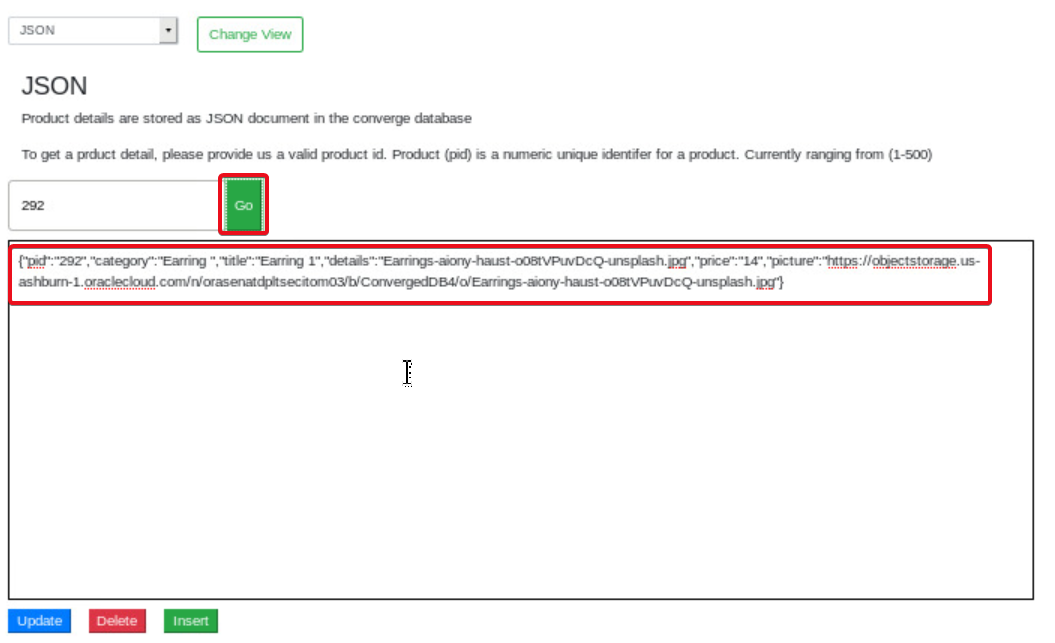 JSON
Change View
JSON
Product details are stored as JSON document in the converge database
To get a prduct detail, please provide us a valid product id. Product (pid) is a numeric unique identifer for a product. Currently ranging from (1-500)
292
Go
{"pid":"292","category":"Earring ","title":"Earring 1","details":"Earrings-aiony-haust-o08tVPuvDcQ-unsplash.jpg","price":"14","picture":"https://objectstorage.us-
ashburn-1.oraclecloud.com/n/orasenatdpltsecitom03/b/ConvergedDB4/o/Earrings-aiony-haust-o08tVPuvDcQ-unsplash.jpg"}
Update
Delete
Insert